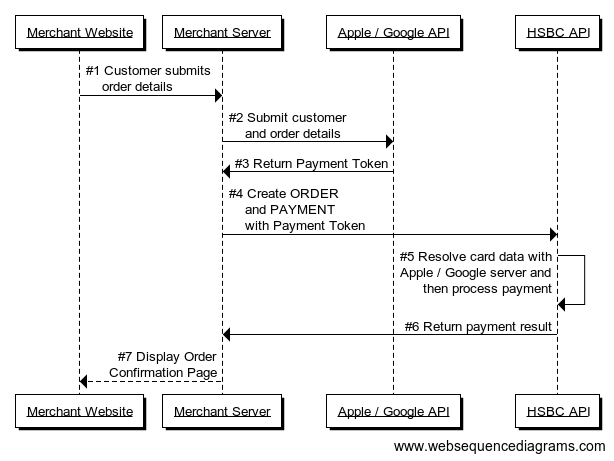 Merchant Website
Merchant Server
Apple / Google API
HSBC API
#1 Customer submits
order details
#2 Submit customer
and order details
#3 Return Payment Token
#4 Create ORDER
and PAYMENT
with Payment Token
#5 Resolve card data with
Apple / Google server and
then process payment
#6 Return payment result
#7 Display Order
Confirmation Page
Merchant Website
Merchant Server
Apple / Google API
HSBC API
www.websequencediagrams.com